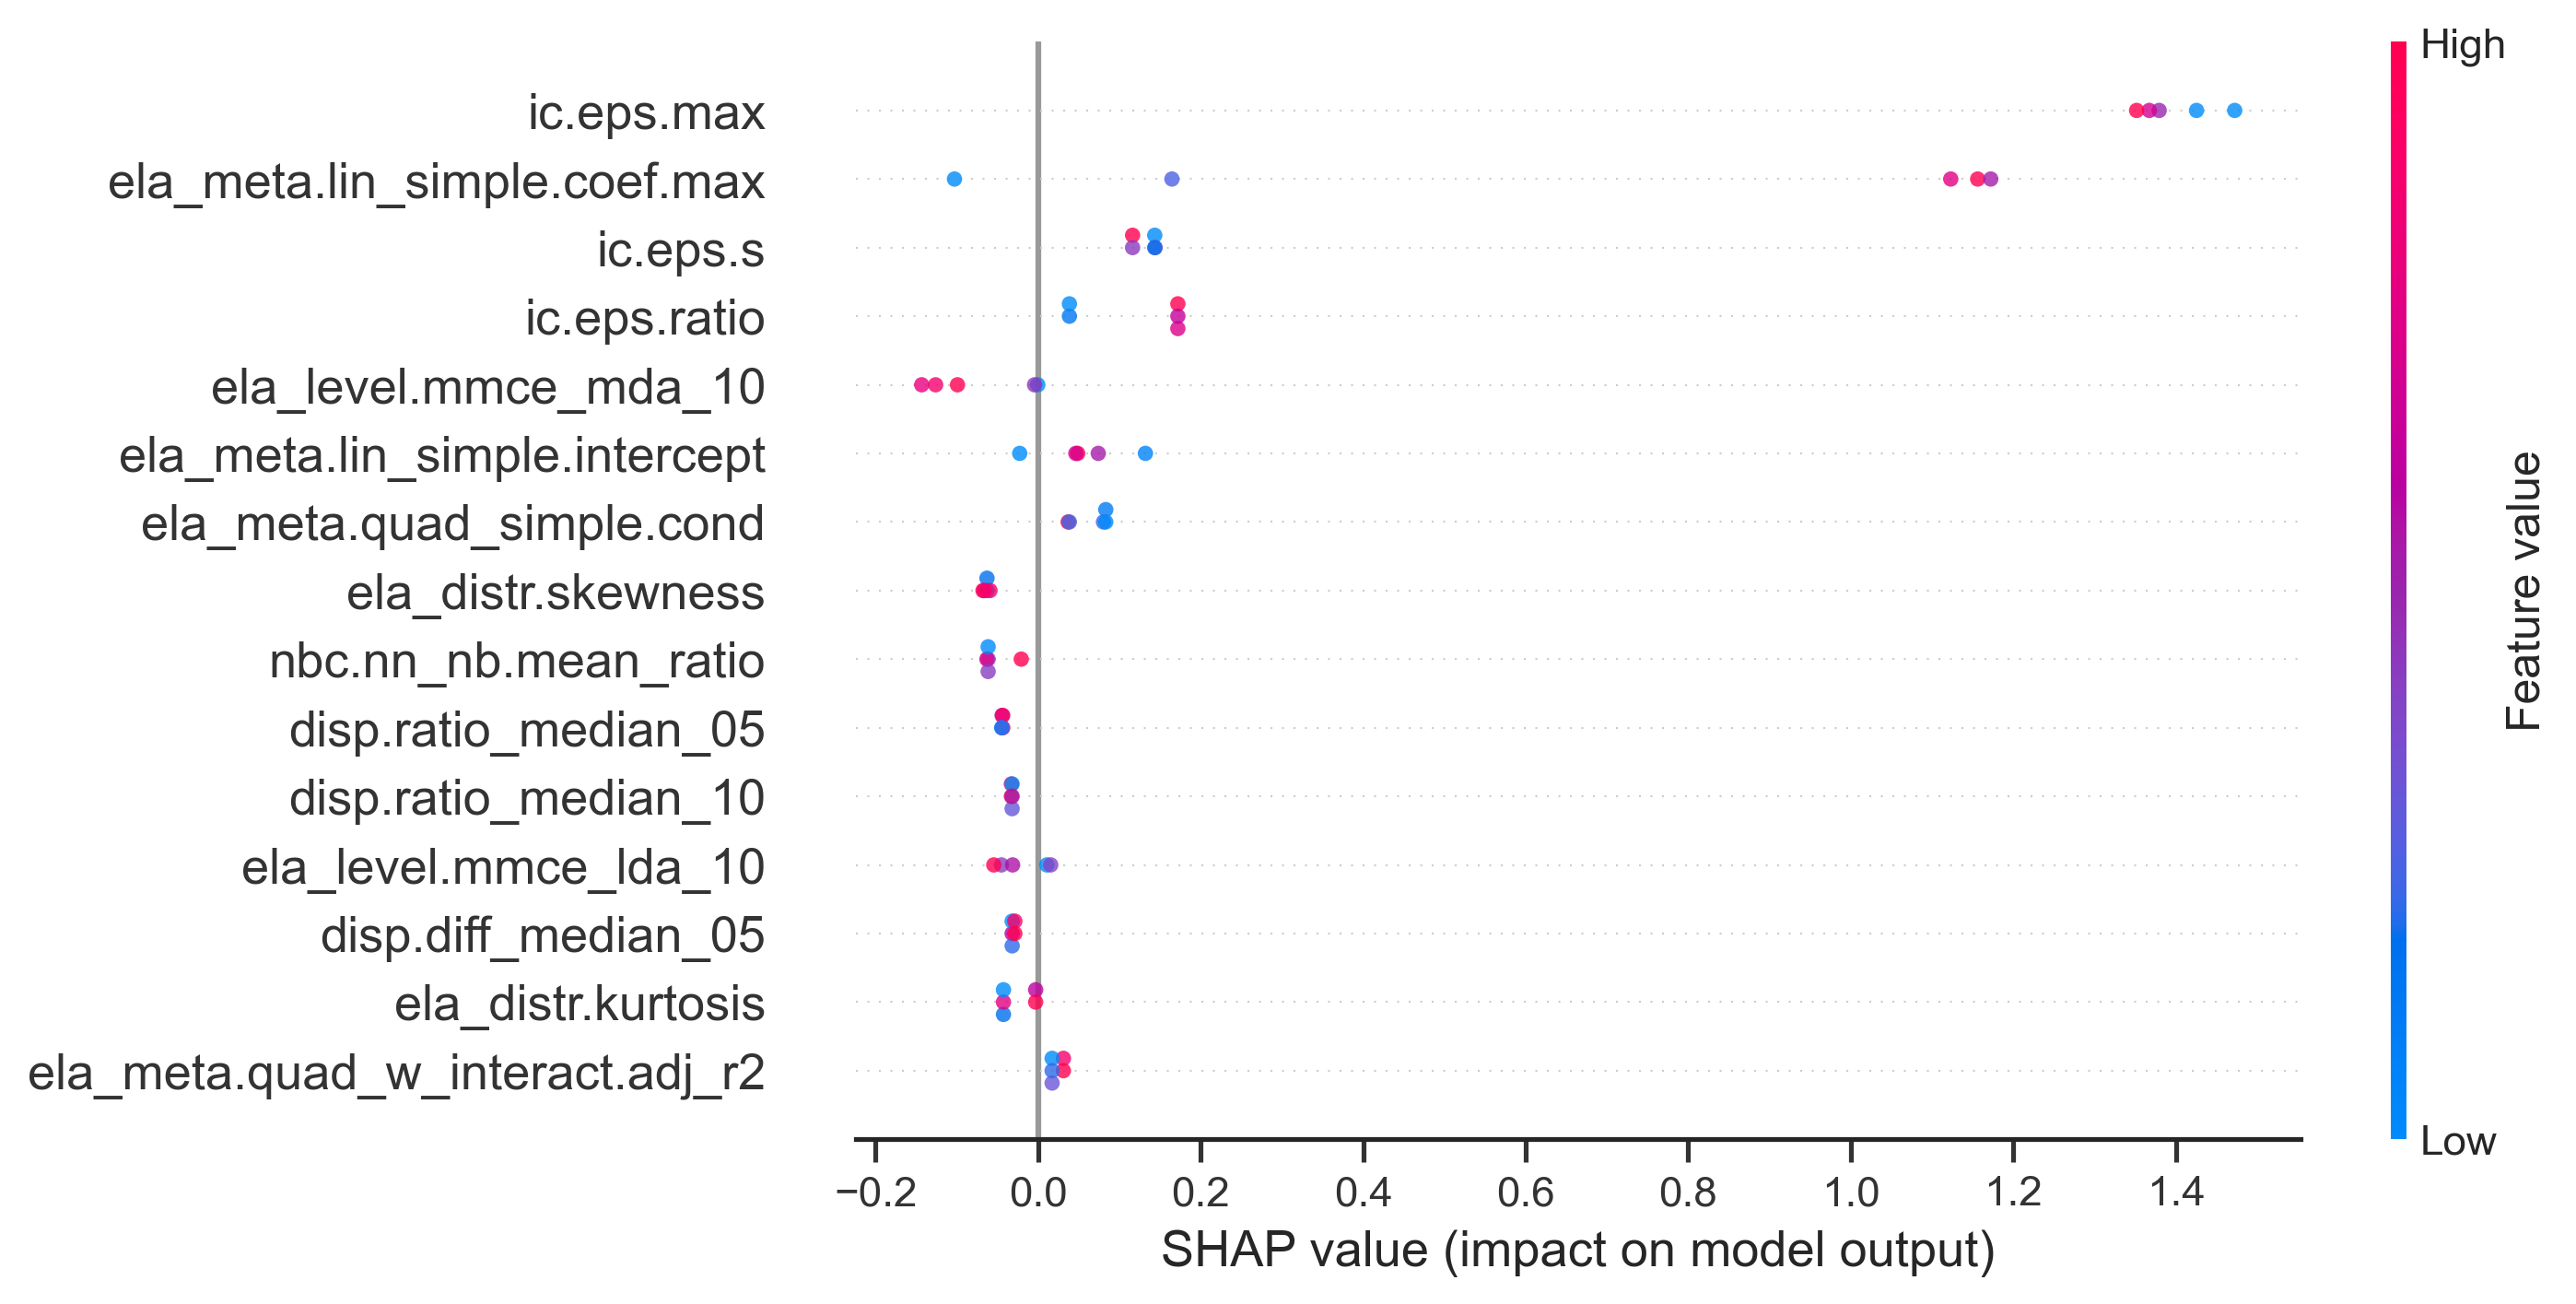 High
ic.eps.max
ela_meta.lin_simple.coef.max
ic.eps.s
ic.eps.ratio
ela_level.mmce_mda_10
ela_meta.lin_simple.intercept
ela_meta.quad_simple.cond
ela_distr.skewness
nbc.nn_nb.mean_ratio
disp.ratio_median_05
disp.ratio_median_10
ela_level.mmce_lda_10
disp.diff_median_05
ela_distr.kurtosis
ela_meta.quad_w_interact.adj_r2
Feature value
Low
−0.2 0.0 0.2 0.4 0.6 0.8 1.0 1.2 1.4
SHAP value (impact on model output)